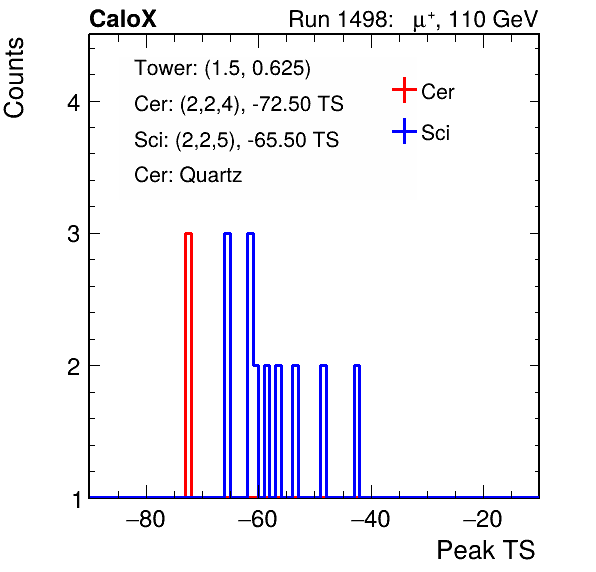 CaloX Run 1498: μ⁺, 110 GeV
Counts
Tower: (1.5, 0.625)
Cer: (2,2,4), -72.50 TS
Sci: (2,2,5), -65.50 TS
Cer: Quartz
Cer
Sci
4
3
2
1
−80 −60 −40 −20
Peak TS